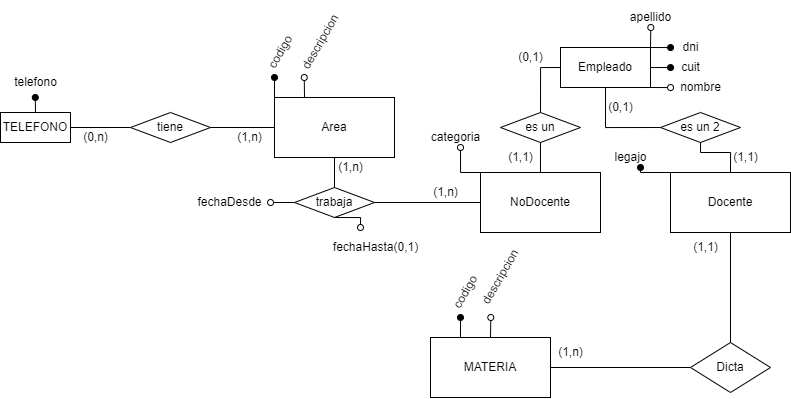 apellido
codigo
descripcion
dni
(0,1)
Empleado
cuit
telefono
nombre
(0,1)
TELEFONO
tiene
Area
es un
es un 2
(0,n)
(1,n)
categoria
(1,1)
legajo
(1,1)
(1,n)
(1,n)
fechaDesde
trabaja
NoDocente
Docente
fechaHasta(0,1)
(1,1)
codigo
descripcion
(1,n)
MATERIA
Dicta